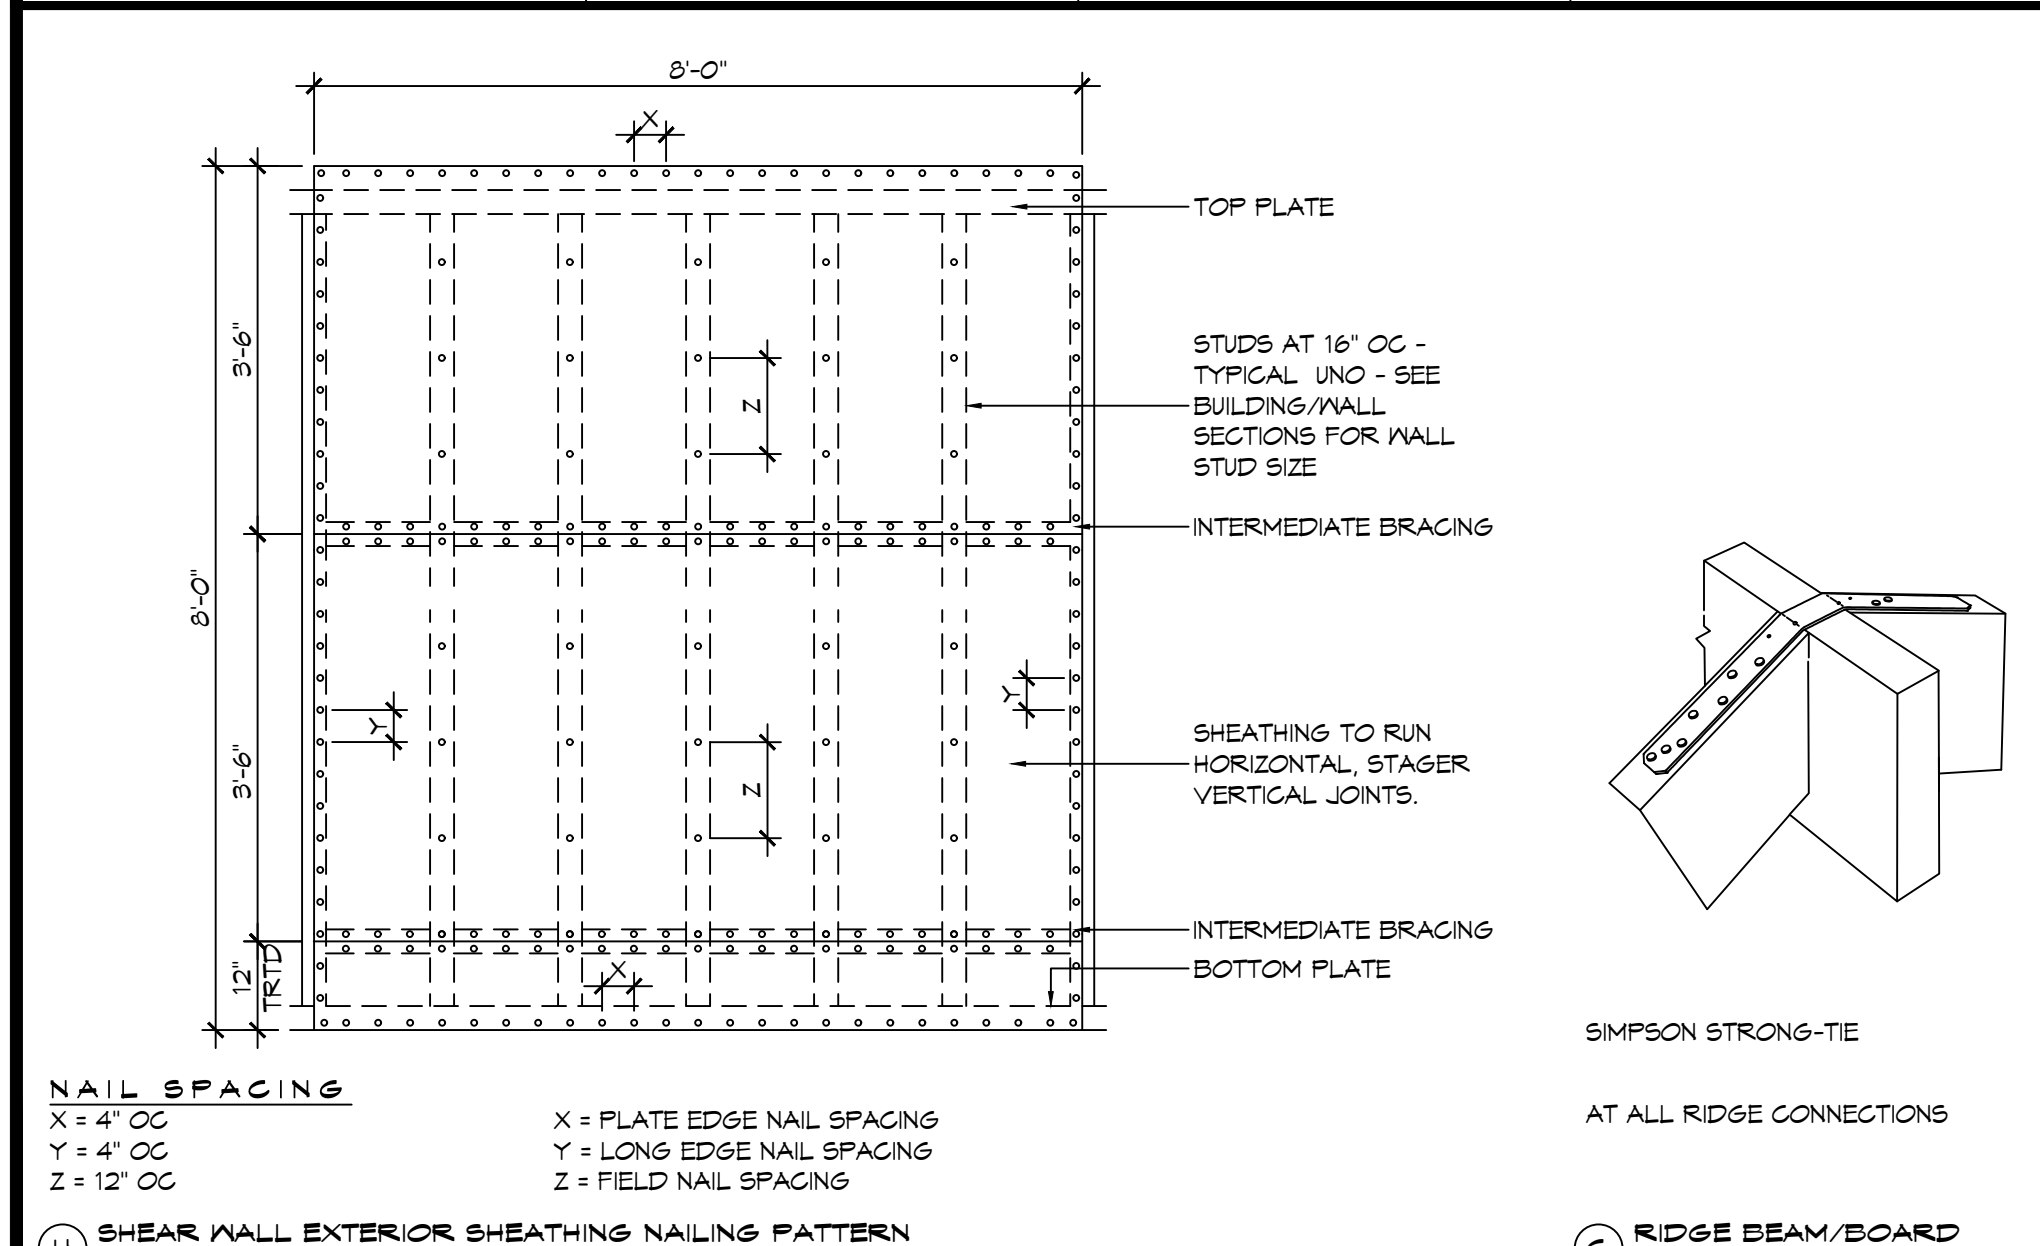 8'-0"
X
TOP PLATE
3'-6"
STUDS AT 16" OC -
TYPICAL UNO - SEE
BUILDING/WALL
SECTIONS FOR WALL
STUD SIZE
Z
INTERMEDIATE BRACING
8'-0"
Y
Y
3'-6"
Z
SHEATHING TO RUN
HORIZONTAL, STAGER
VERTICAL JOINTS.
INTERMEDIATE BRACING
BOTTOM PLATE
12"
TRTD
X
SIMPSON STRONG-TIE
AT ALL RIDGE CONNECTIONS
NAIL SPACING
X = 4" OC
Y = 4" OC
Z = 12" OC
X = PLATE EDGE NAIL SPACING
Y = LONG EDGE NAIL SPACING
Z = FIELD NAIL SPACING
SHEAR WALL EXTERIOR SHEATHING NAILING PATTERN
RIDGE BEAM/BOARD